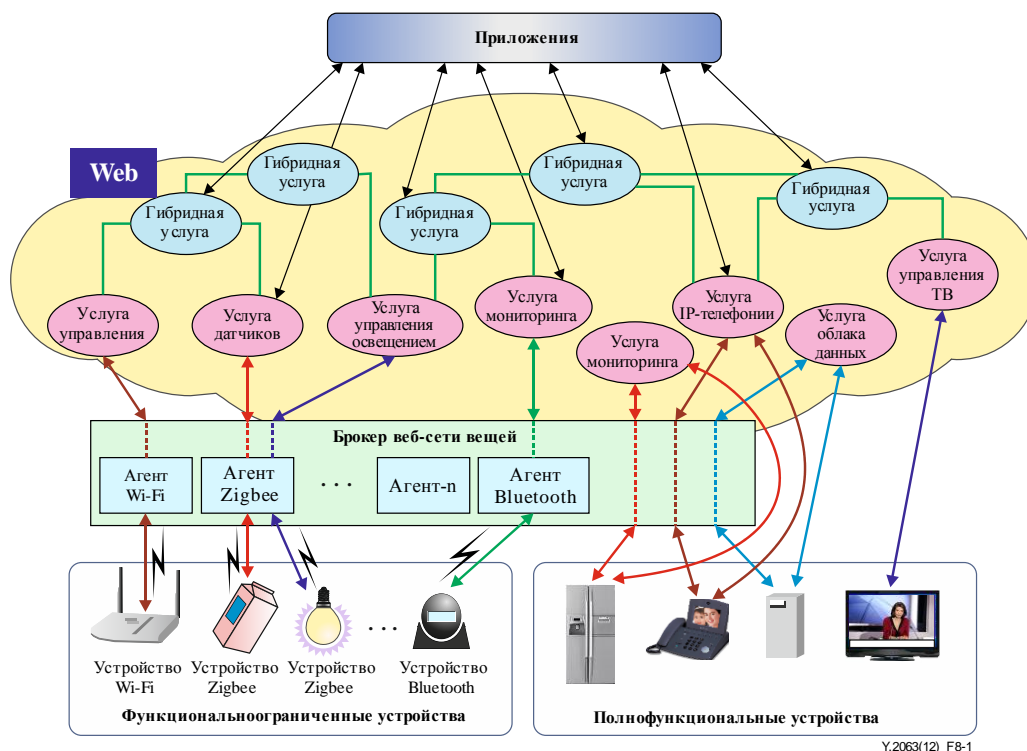 Приложения
Web
Гибридная
услуга
Гибридная
услуга
Гибридная
услуга
Гибридная
услуга
Гибридная
услуга
Услуга
управления
ТВ
Услуга
управления
Услуга
датчиков
Услуга
управления
освещением
Услуга
мониторинга
Услуга
IP-телефонии
Услуга
облака
данных
Услуга
мониторинга
Брокер веб-сети вещей
Агент
Wi-Fi
Агент
Zigbee
...
Агент-n
Агент
Bluetooth
...
Устройство
Wi-Fi
Устройство
Zigbee
Устройство
Zigbee
Устройство
Bluetooth
Функциональноограниченные устройства
Полнофункциональные устройства
Y.2063(12)_F8-1